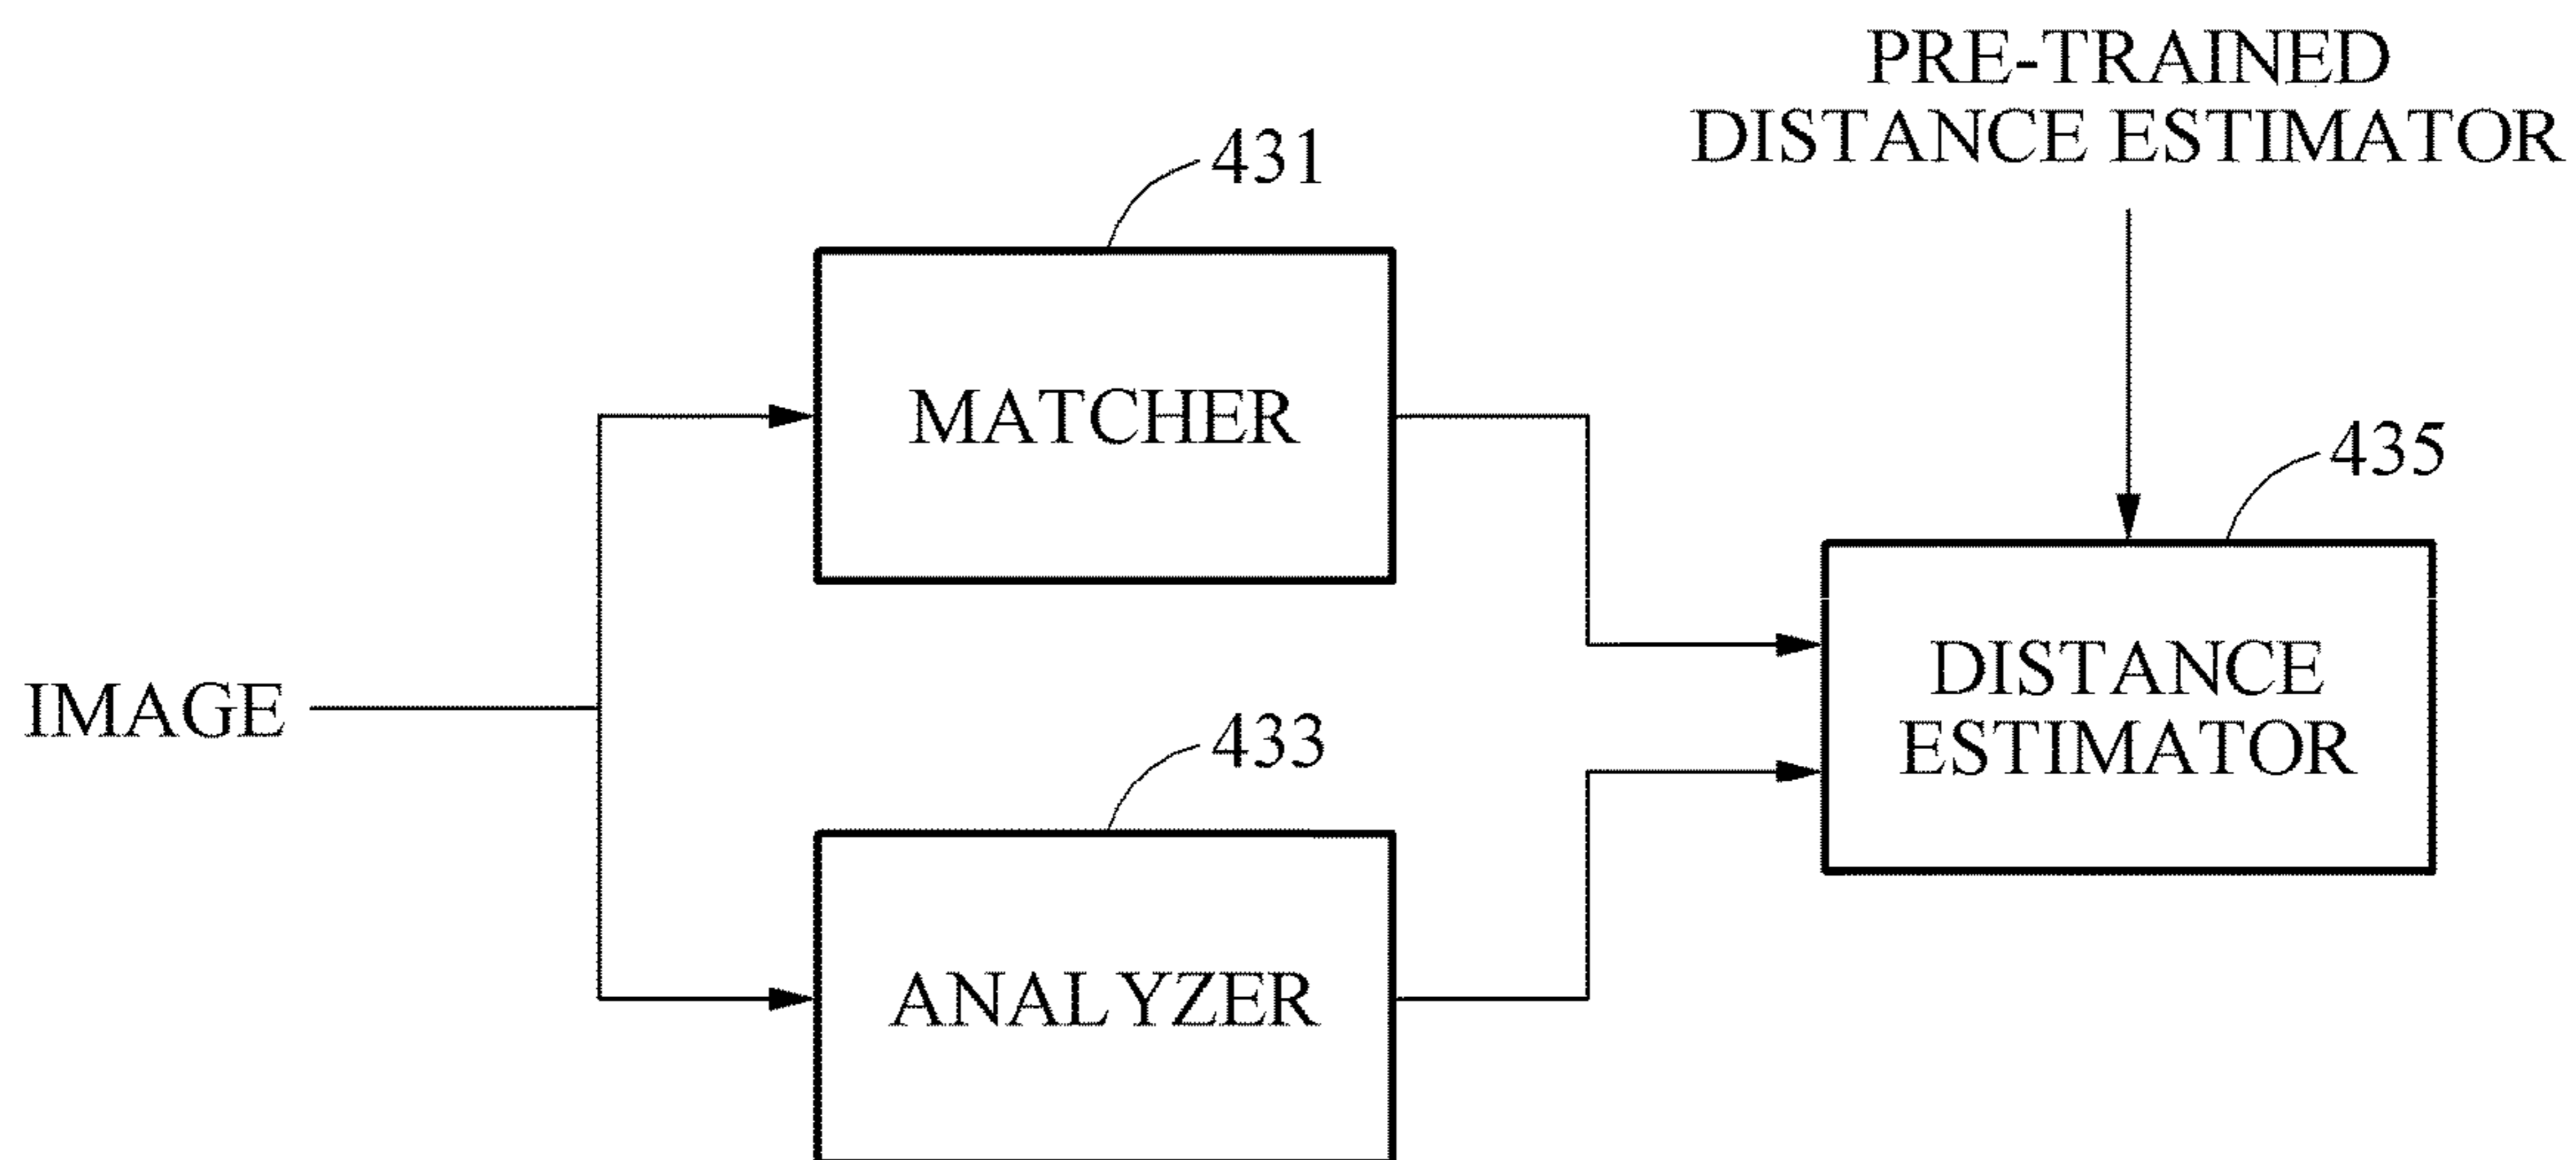 PRE-TRAINED
DISTANCE ESTIMATOR
431
MATCHER
435
DISTANCE
ESTIMATOR
IMAGE
433
ANALYZER